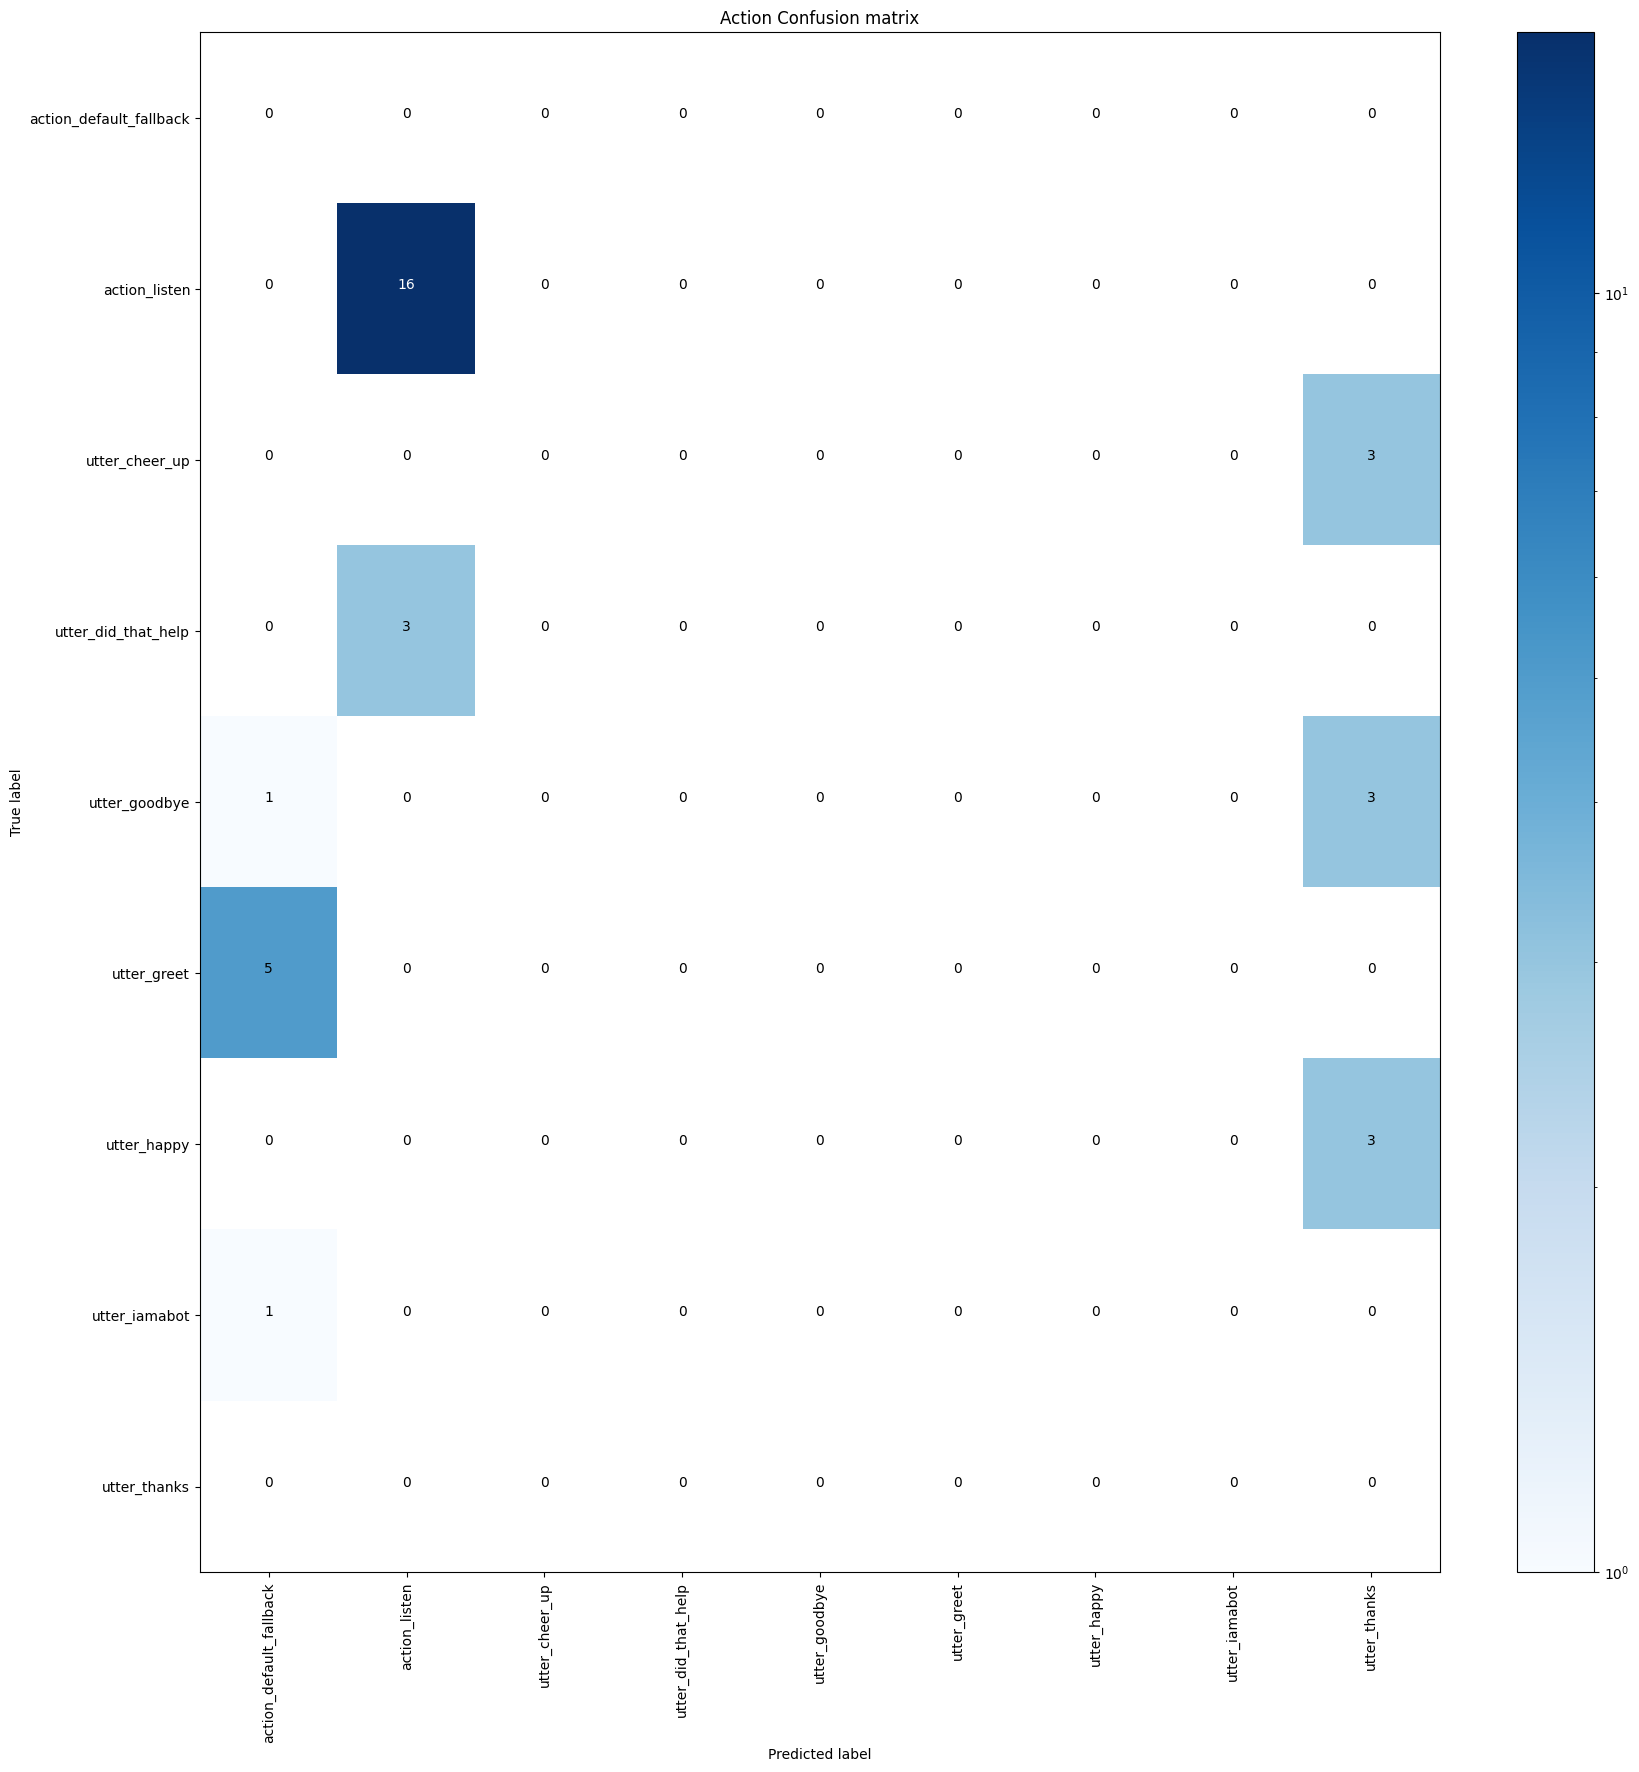 Action Confusion matrix
action_default_fallback 0 0 0 0 0 0 0 0 0
action_listen 0 16 0 0 0 0 0 0 0
utter_cheer_up 0 0 0 0 0 0 0 0 3
utter_did_that_help 0 3 0 0 0 0 0 0 0
utter_goodbye 1 0 0 0 0 0 0 0 3
utter_greet 5 0 0 0 0 0 0 0 0
utter_happy 0 0 0 0 0 0 0 0 3
utter_iamabot 1 0 0 0 0 0 0 0 0
utter_thanks 0 0 0 0 0 0 0 0 0
True label
action_default_fallback
action_listen
utter_cheer_up
utter_did_that_help
utter_goodbye
utter_greet
utter_happy
utter_iamabot
utter_thanks
Predicted label
10¹
10⁰